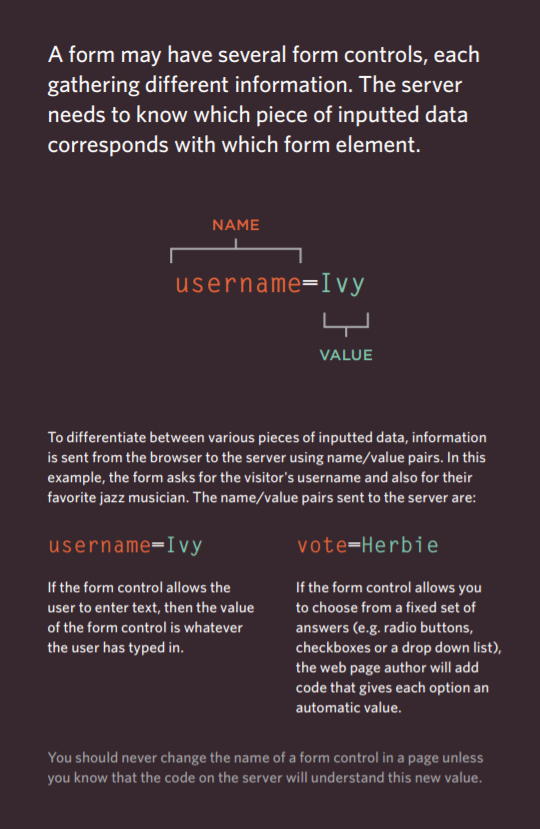 A form may have several form controls, each
gathering different information. The server
needs to know which piece of inputted data
corresponds with which form element.
NAME
username=Ivy
VALUE
To differentiate between various pieces of inputted data, information
is sent from the browser to the server using name/value pairs. In this
example, the form asks for the visitor's username and also for their
favorite jazz musician. The name/value pairs sent to the server are:
username=Ivy
If the form control allows the
user to enter text, then the value
of the form control is whatever
the user has typed in.
vote=Herbie
If the form control allows you
to choose from a fixed set of
answers (e.g. radio buttons,
checkboxes or a drop down list),
the web page author will add
code that gives each option an
automatic value.
You should never change the name of a form control in a page unless
you know that the code on the server will understand this new value.